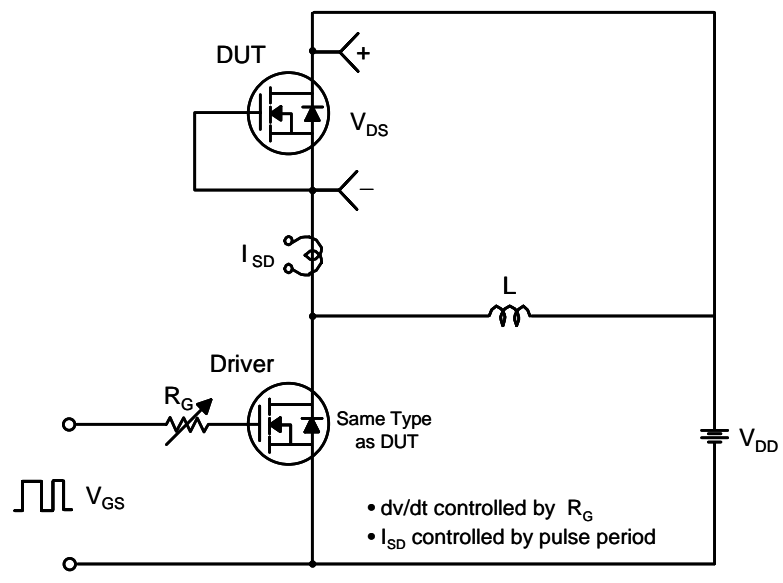 DUT
+
V_DS
–
I_SD
L
Driver
R_G
Same Type
as DUT
V_DD
V_GS
• dv/dt controlled by R_G
• I_SD controlled by pulse period